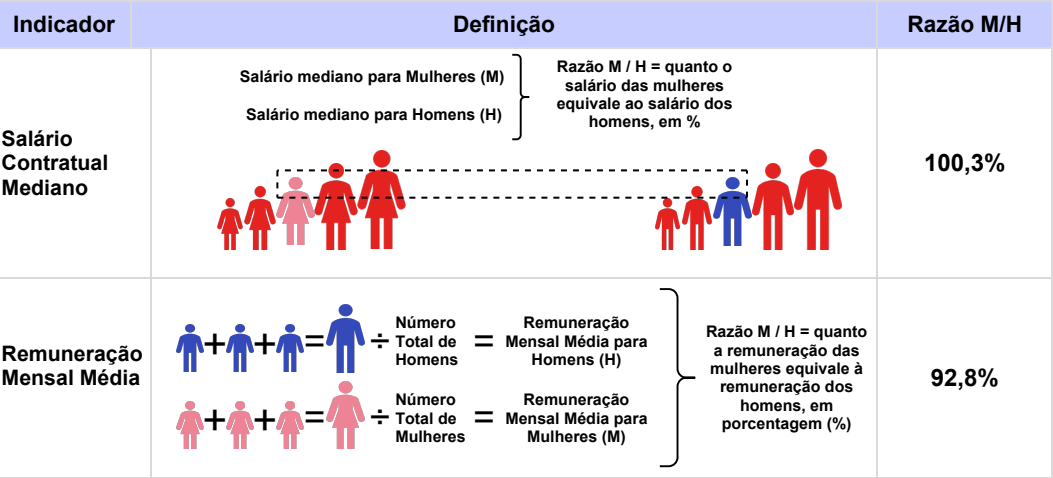 Indicador
Definição
Razão M/H
Salário
Contratual
Mediano
Salário mediano para Mulheres (M)
Salário mediano para Homens (H)
Razão M / H = quanto o
salário das mulheres
equivale ao salário dos
homens, em %
100,3%
Remuneração
Mensal Média
+ + = ÷
Número
Total de
Homens
=
Remuneração
Mensal Média para
Homens (H)
+ + = ÷
Número
Total de
Mulheres
=
Remuneração
Mensal Média para
Mulheres (M)
Razão M / H = quanto
a remuneração das
mulheres equivale à
remuneração dos
homens, em
porcentagem (%)
92,8%